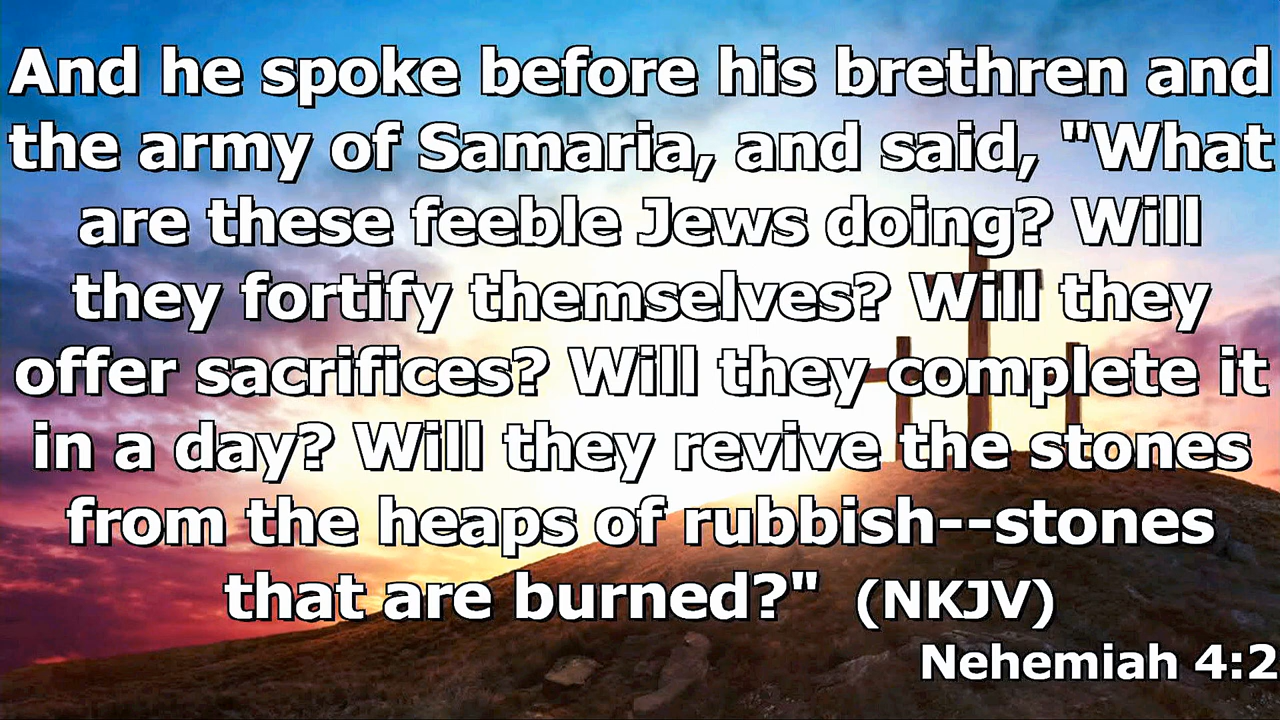 And he spoke before his brethren and
the army of Samaria, and said, "What
are these feeble Jews doing? Will
they fortify themselves? Will they
offer sacrifices? Will they complete it
in a day? Will they revive the stones
from the heaps of rubbish--stones
that are burned?" (NKJV)
Nehemiah 4:2